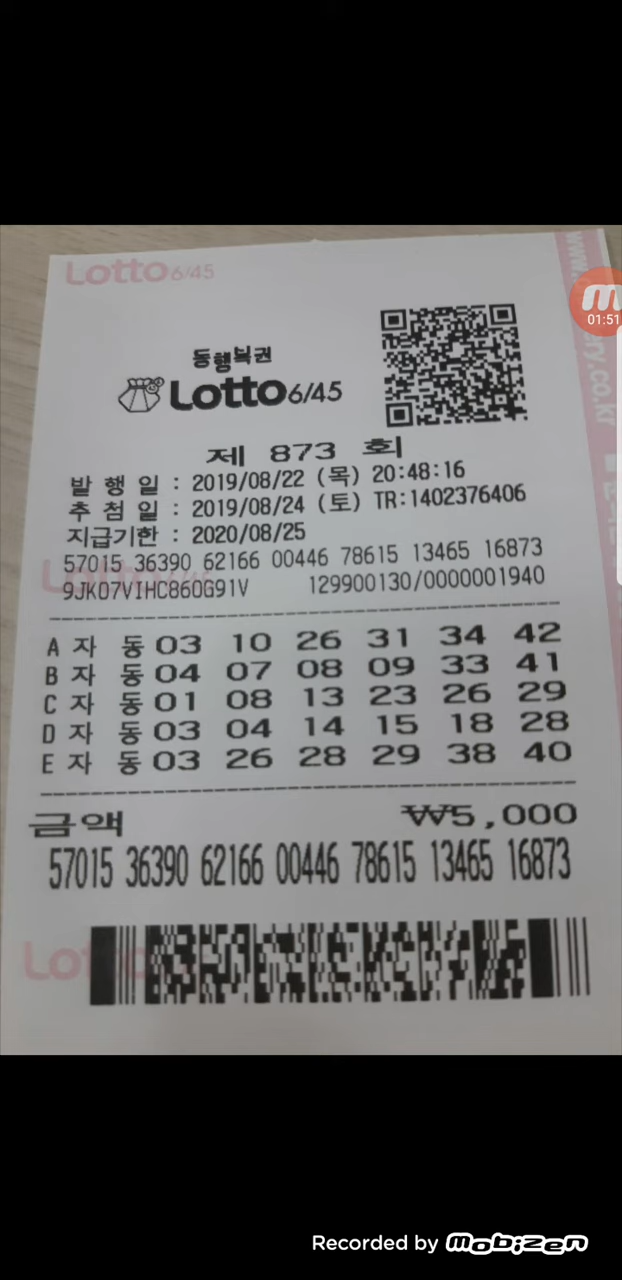 Lotto 6/45
01:51
동행복권
Lotto 6/45
제 873 회
발 행 일 : 2019/08/22 (목) 20:48:16
추 첨 일 : 2019/08/24 (토) TR:1402376406
지급기한 : 2020/08/25
57015 36390 62166 00446 78615 13465 16873
9JK07VIHC860G91V 129900130/0000001940
A 자 동 03 10 26 31 34 42
B 자 동 04 07 08 09 33 41
C 자 동 01 08 13 23 26 29
D 자 동 03 04 14 15 18 28
E 자 동 03 26 28 29 38 40
금액 ₩5,000
57015 36390 62166 00446 78615 13465 16873
Recorded by mobizen